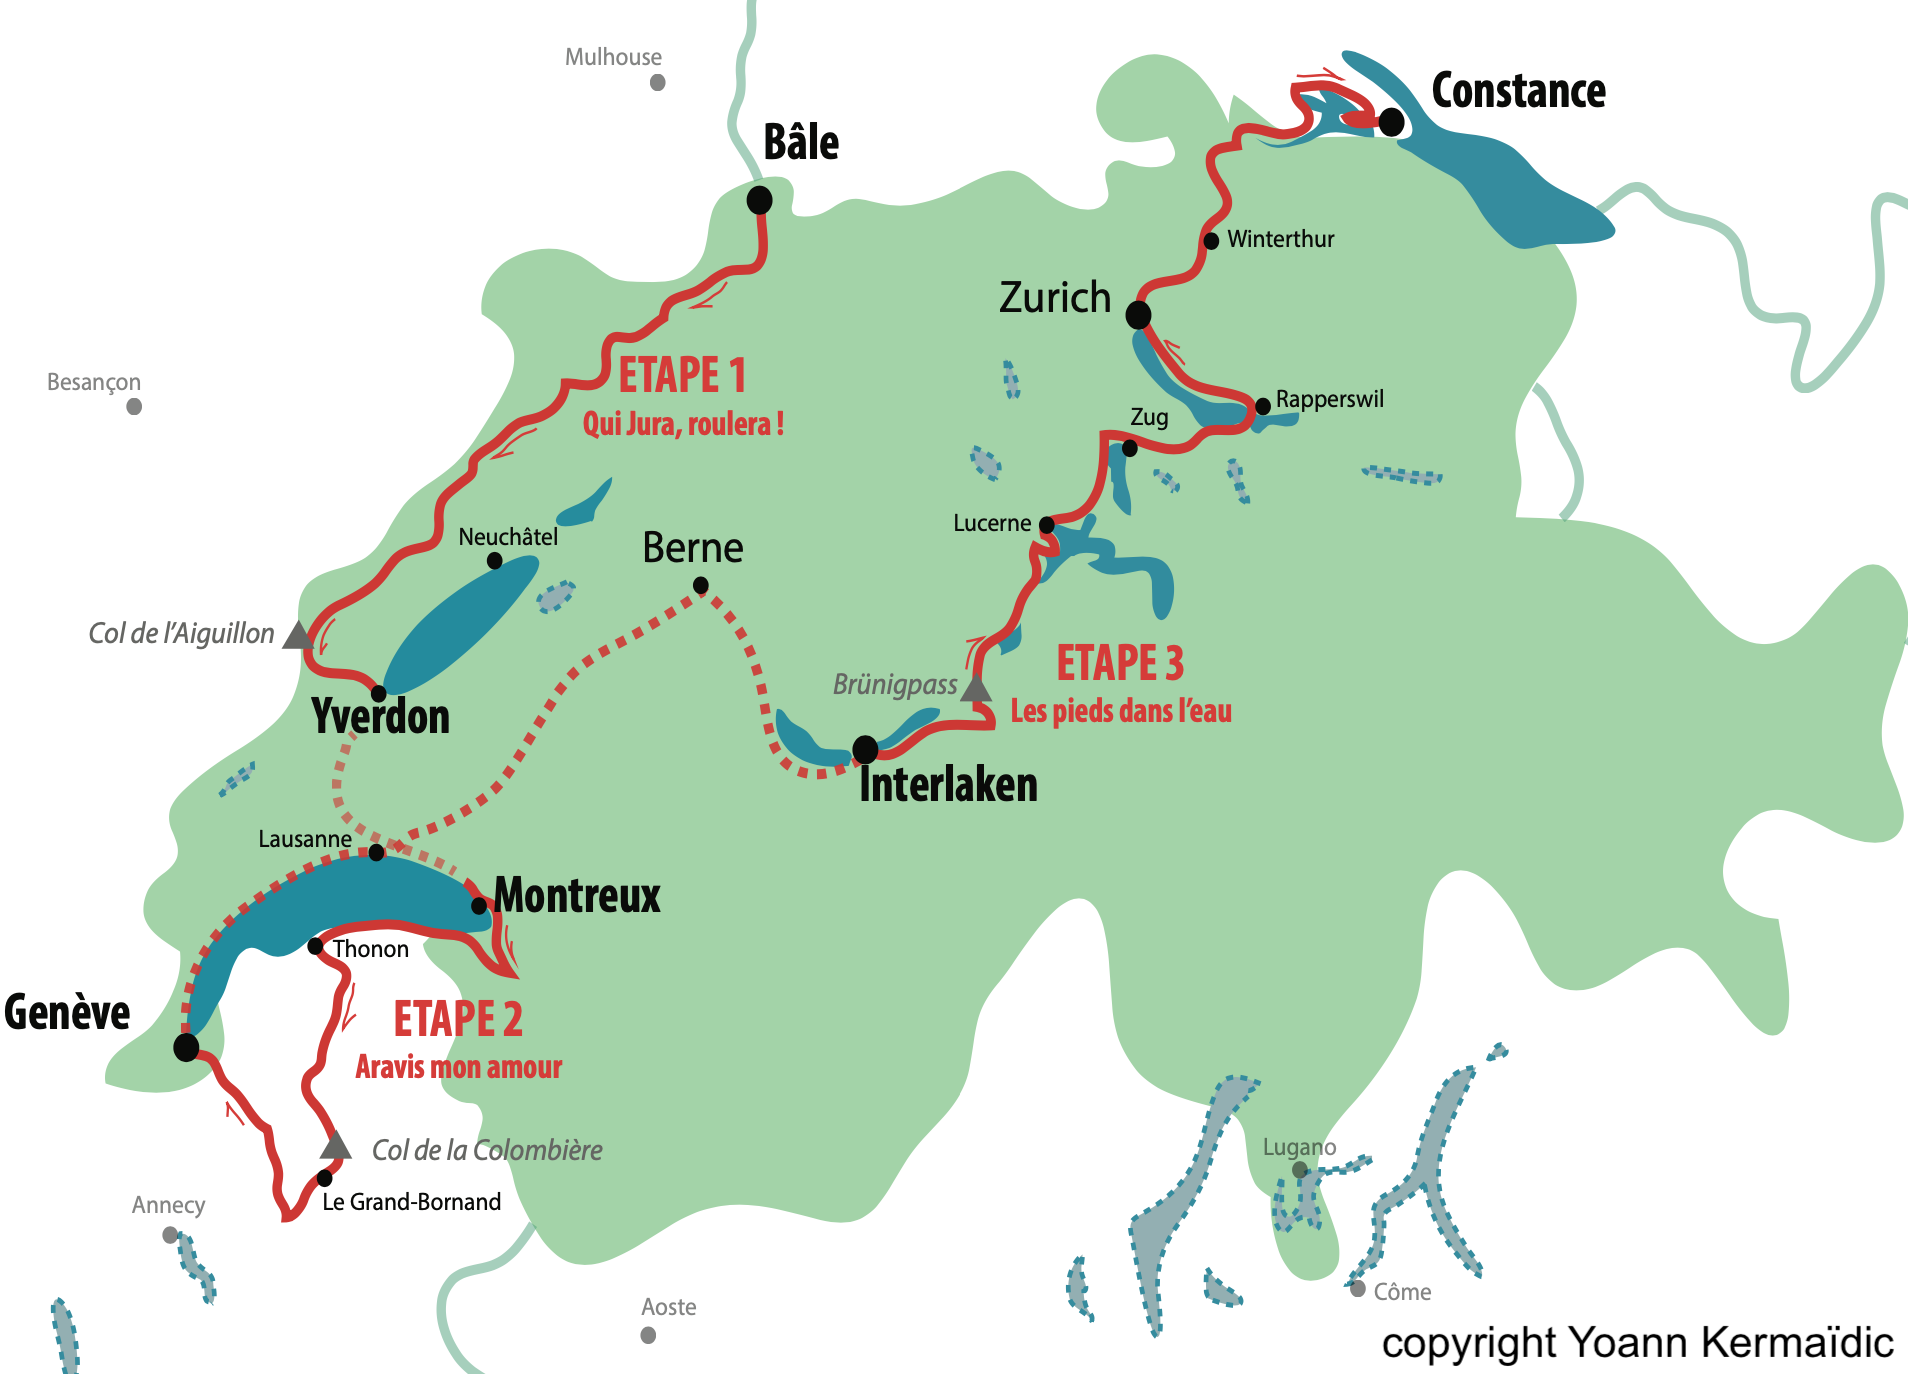 Mulhouse
Constance
Bâle
Winterthur
Zurich
ETAPE 1
Besançon
Rapperswil
Zug
Qui Jura, roulera !
Lucerne
Neuchâtel
Berne
Col de l'Aiguillon
ETAPE 3
Brünigpass
Les pieds dans l'eau
Yverdon
Interlaken
Lausanne
Montreux
Thonon
Genève
ETAPE 2
Aravis mon amour
Col de la Colombière
Lugano
Le Grand-Bornand
Annecy
Côme
Aoste
copyright Yoann Kermaïdic